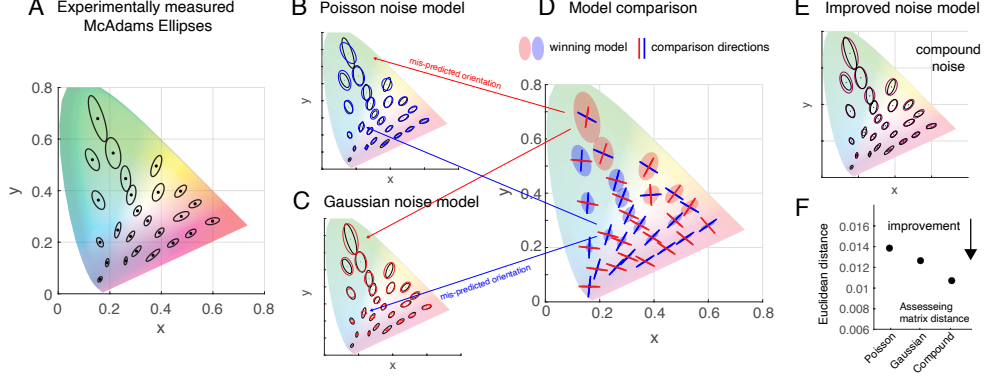 A Experimentally measured
McAdams Ellipses
y
0.8
0.6
0.4
0.2
0
0 0.2 0.4 0.6 0.8
x
B Poisson noise model
y
x
C Gaussian noise model
y
x
D Model comparison
winning model
comparison directions
mis-predicted orientation
mis-predicted orientation
y
0.8
0.6
0.4
0.2
0
0 0.2 0.4 0.6 0.8
x
E Improved noise model
compound
noise
y
x
F
improvement
Euclidean distance
0.014
0.012
0.010
0.008
0.006
Assesseing
matrix distance
Poisson
Gaussian
Compound